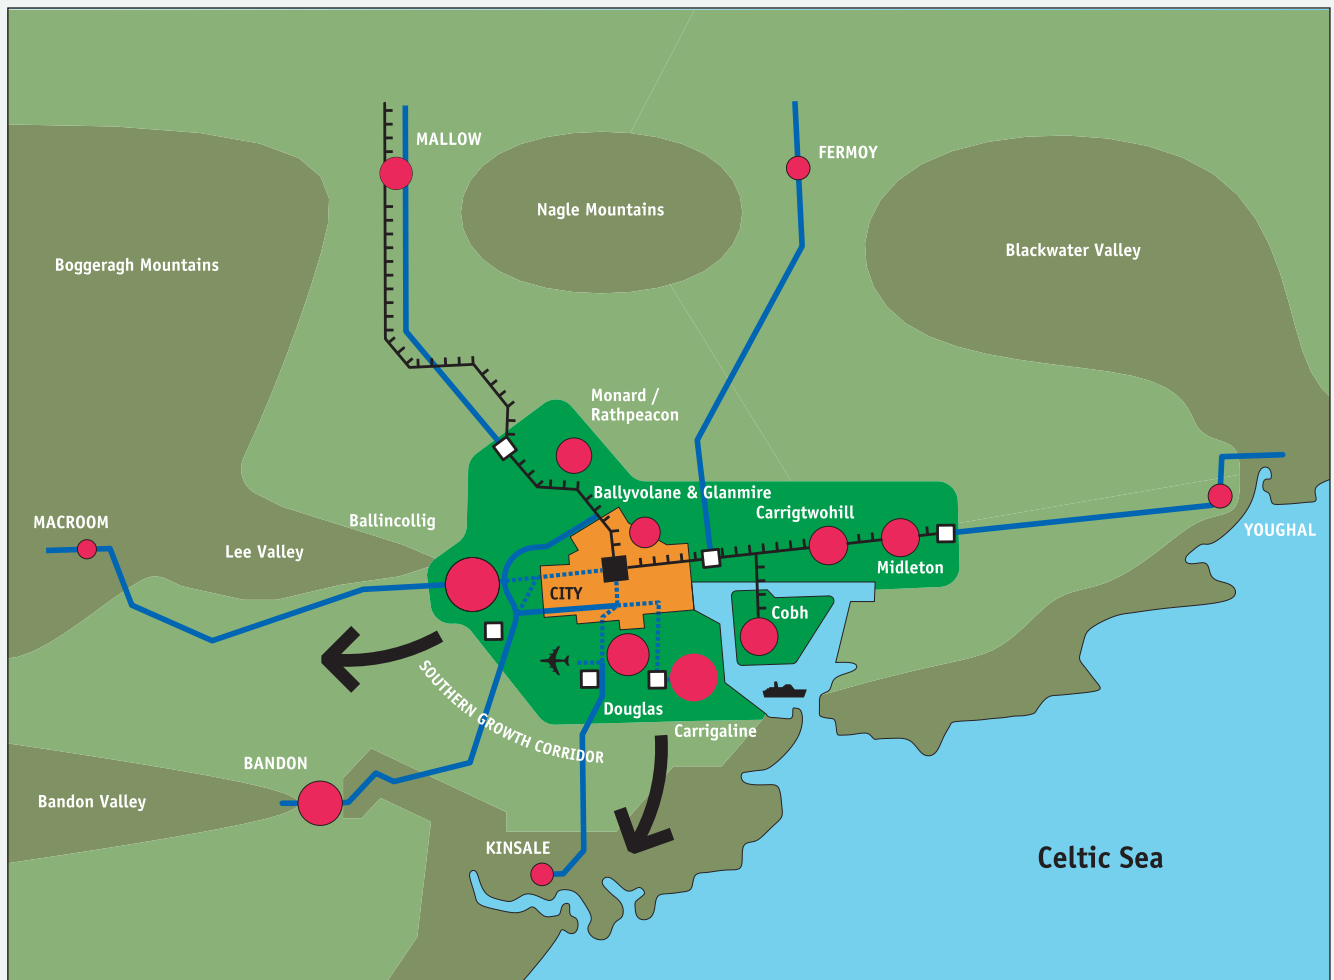 MALLOW
FERMOY
Nagle Mountains
Blackwater Valley
Boggeragh Mountains
Monard /
Rathpeacon
Ballyvolane & Glanmire
Carrigtwohill
MACROOM
Ballincollig
YOUGHAL
Lee Valley
Midleton
CITY
Cobh
SOUTHERN GROWTH CORRIDOR
Douglas
Carrigaline
BANDON
Bandon Valley
KINSALE
Celtic Sea